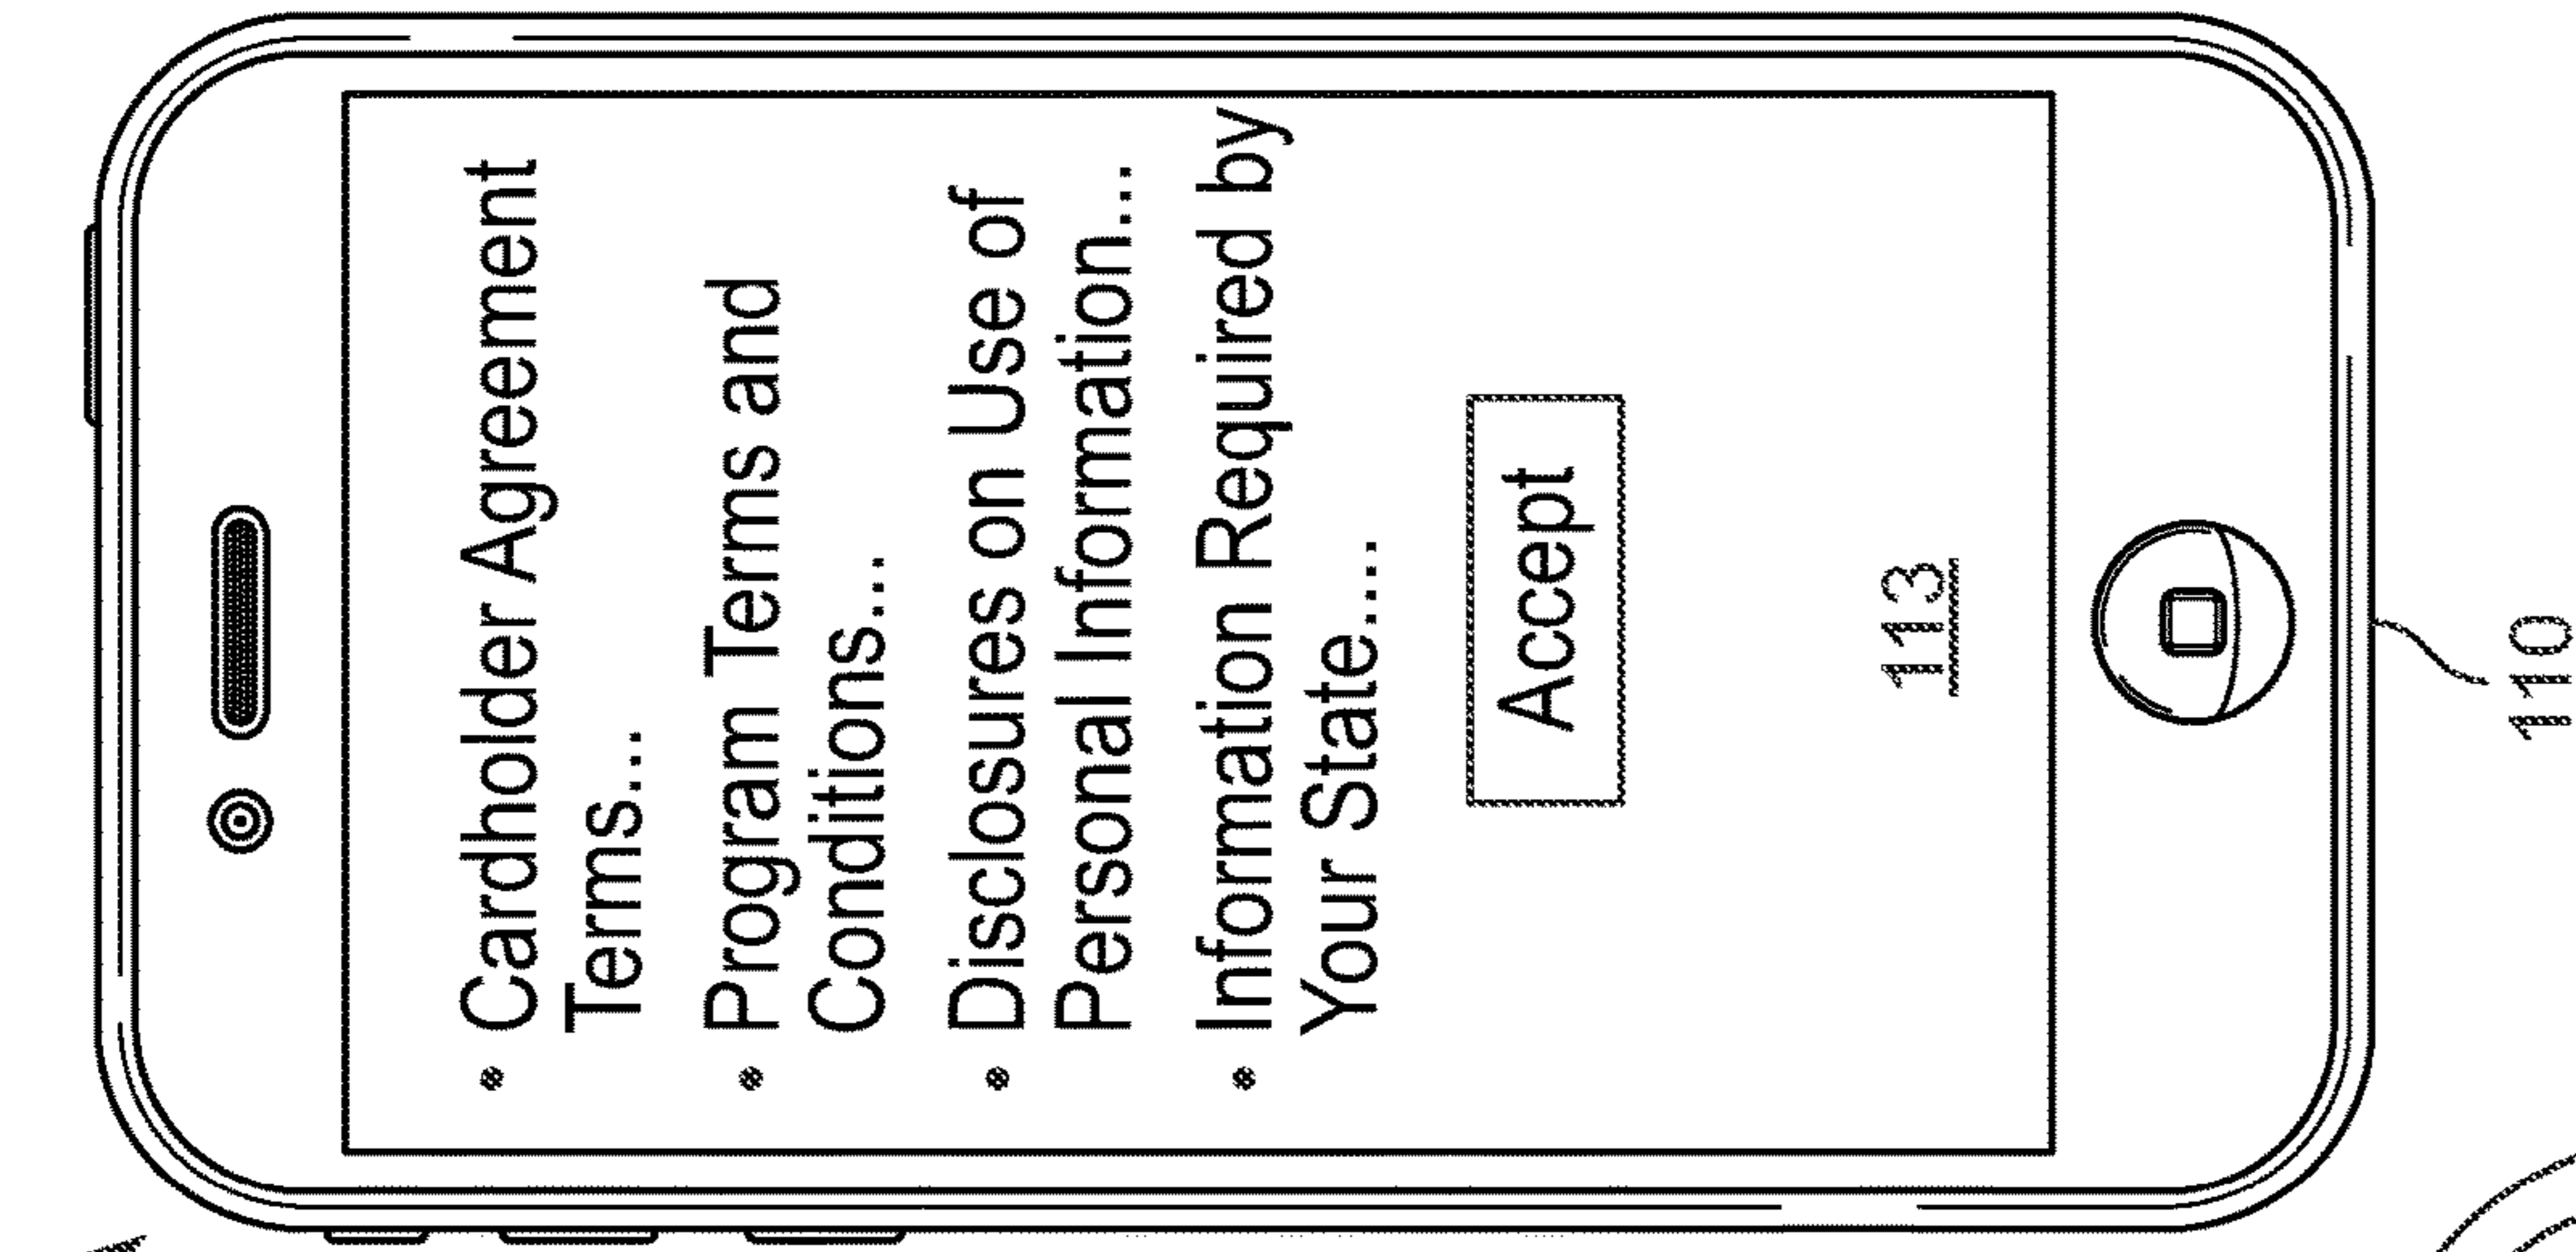 • Cardholder Agreement
Terms...
• Program Terms and
Conditions...
• Disclosures on Use of
Personal Information...
• Information Required by
Your State....
Accept
113
110